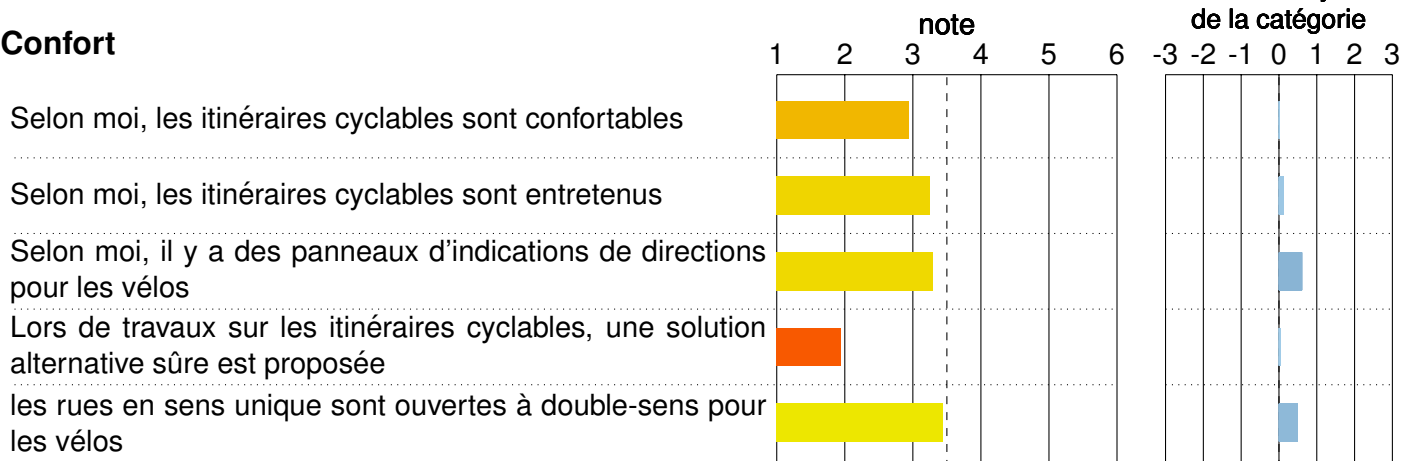 note
de la catégorie
Confort
1 2 3 4 5 6
-3 -2 -1 0 1 2 3
Selon moi, les itinéraires cyclables sont confortables
Selon moi, les itinéraires cyclables sont entretenus
Selon moi, il y a des panneaux d'indications de directions
pour les vélos
Lors de travaux sur les itinéraires cyclables, une solution
alternative sûre est proposée
les rues en sens unique sont ouvertes à double-sens pour
les vélos